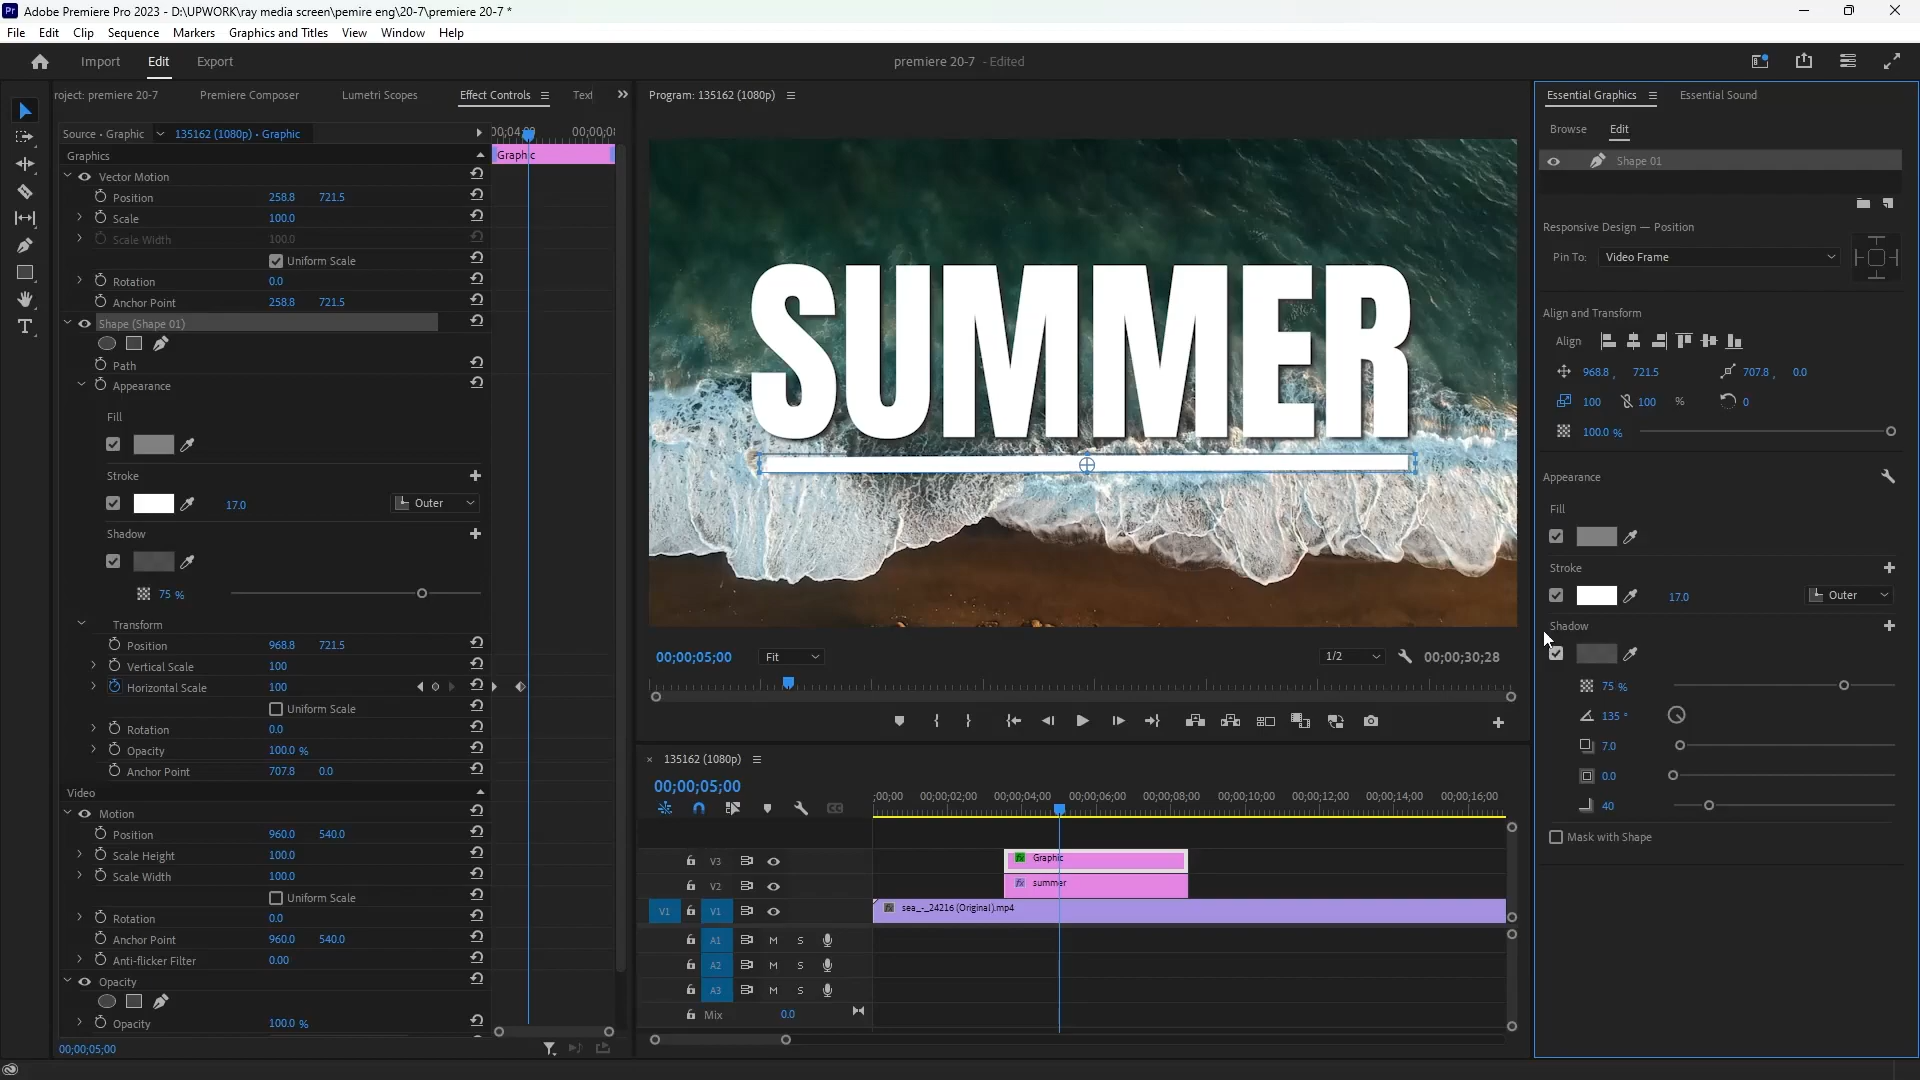 Adobe Premiere Pro 2023 - D:\UPWORK\ray media screen\pemire eng\20-7\premiere 20-7 *
File Edit Clip Sequence Markers Graphics and Titles View Window Help
Import Edit Export
premiere 20-7 - Edited
roject: premiere 20-7 Premiere Composer Lumetri Scopes Effect Controls Text
Source • Graphic 135162 (1080p) • Graphic
Graphics
Graphic
Vector Motion
Position 258.8 721.5
Scale 100.0
Scale Width 100.0
Uniform Scale
Rotation 0.0
Anchor Point 258.8 721.5
Shape (Shape 01)
Path
Appearance
Fill
Stroke
17.0 Outer
Shadow
75 %
Transform
Position 968.8 721.5
Vertical Scale 100
Horizontal Scale 100
Uniform Scale
Rotation 0.0
Opacity 100.0 %
Anchor Point 707.8 0.0
Video
Motion
Position 960.0 540.0
Scale Height 100.0
Scale Width 100.0
Uniform Scale
Rotation 0.0
Anchor Point 960.0 540.0
Anti-flicker Filter 0.00
Opacity
Opacity 100.0 %
00;00;05;00
Program: 135162 (1080p)
SUMMER
00;00;05;00 Fit 1/2 00;00;30;28
135162 (1080p)
00;00;05;00
;00;00 00;00;02;00 00;00;04;00 00;00;06;00 00;00;08;00 00;00;10;00 00;00;12;00 00;00;14;00 00;00;16;00
V3 Graphic
V2 summer
V1 V1 sea_-_24216 (Original).mp4
A1 M S
A2 M S
A3 M S
Mix 0.0
Essential Graphics Essential Sound
Browse Edit
Shape 01
Responsive Design — Position
Pin To: Video Frame
Align and Transform
Align
968.8 , 721.5 707.8 , 0.0
100 100 % 0
100.0 %
Appearance
Fill
Stroke
17.0 Outer
Shadow
75 %
135 °
7.0
0.0
40
Mask with Shape